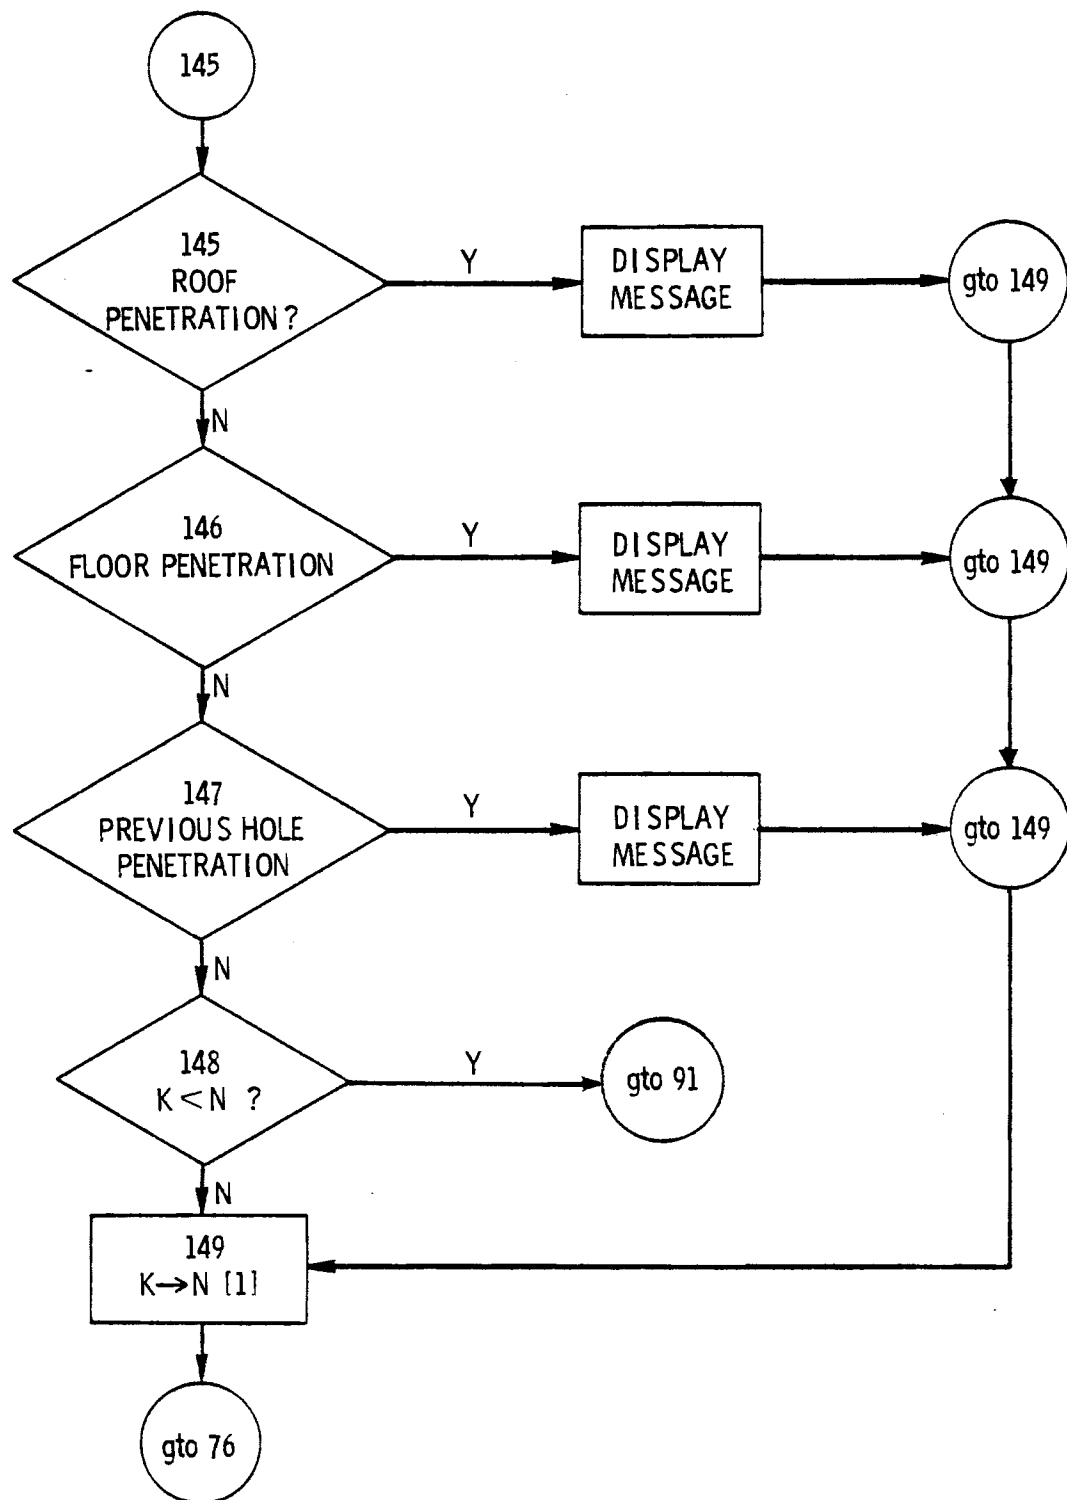 145
145
ROOF
PENETRATION?
Y
DISPLAY
MESSAGE
gto 149
N
146
FLOOR PENETRATION
Y
DISPLAY
MESSAGE
gto 149
N
147
PREVIOUS HOLE
PENETRATION
Y
DISPLAY
MESSAGE
gto 149
N
148
K<N ?
Y
gto 91
N
149
K→N [1]
gto 76